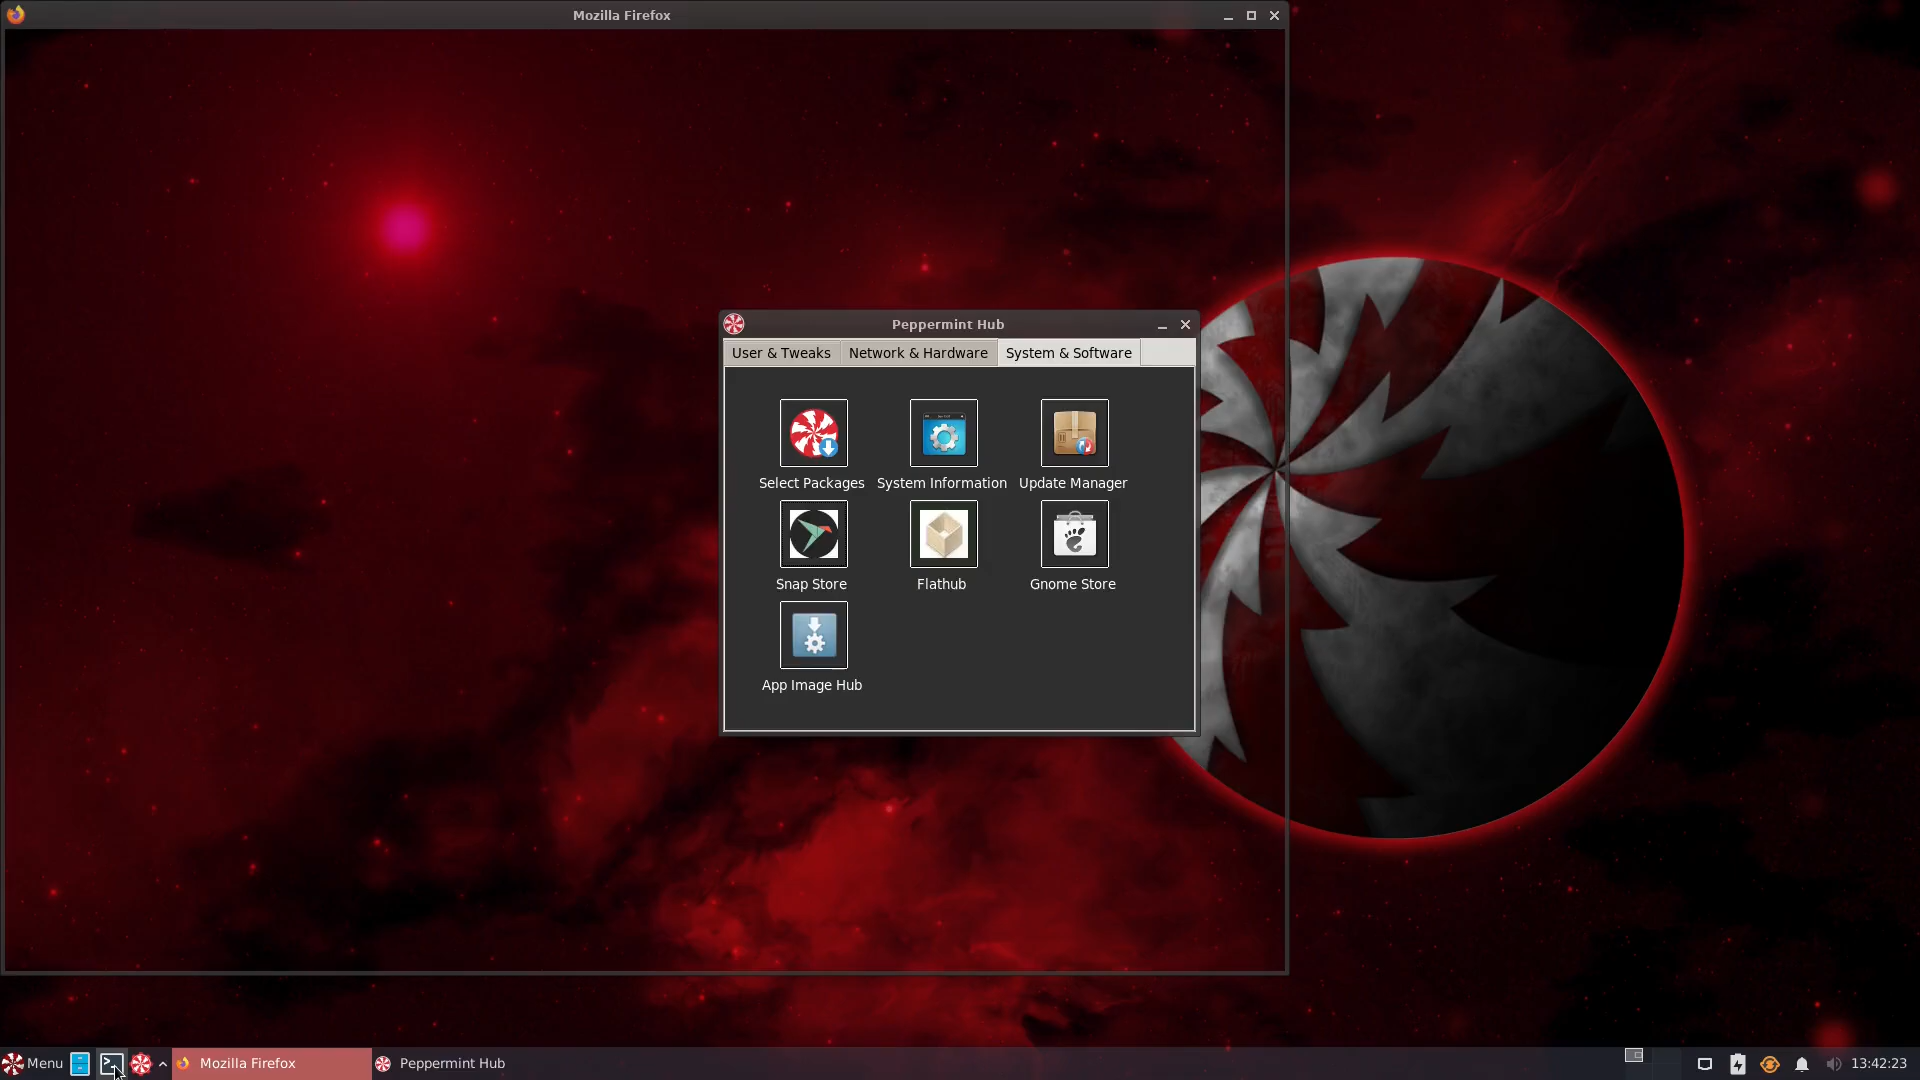 Mozilla Firefox
Peppermint Hub
User & Tweaks Network & Hardware System & Software
Select Packages System Information Update Manager
Snap Store Flathub Gnome Store
App Image Hub
Menu Mozilla Firefox Peppermint Hub 13:42:23